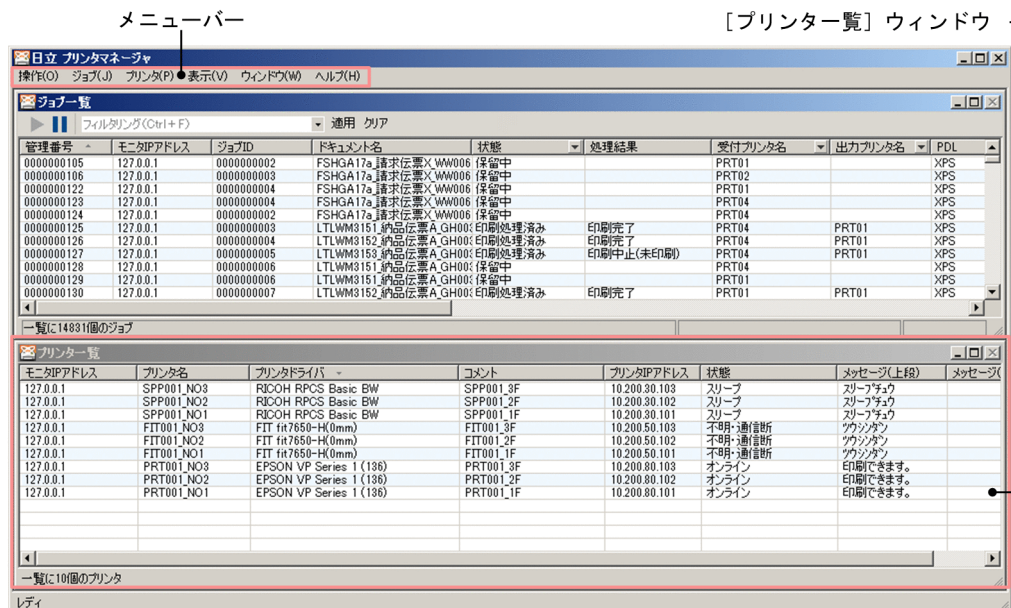 メニューバー
［プリンタ一覧］ウィンドウ
日立 プリンタマネージャ
操作(O) ジョブ(J) プリンタ(P) 表示(V) ウィンドウ(W) ヘルプ(H)
ジョブ一覧
フィルタリング(Ctrl+F) 適用 クリア
管理番号 モニタIPアドレス ジョブID ドキュメント名 状態 処理結果 受付プリンタ名 出力プリンタ名 PDL
0000000105 127.0.0.1 0000000002 FSHGA17a_請求伝票X_WW006 保留中 PRT01 XPS
0000000106 127.0.0.1 0000000003 FSHGA17a_請求伝票X_WW006 保留中 PRT02 XPS
0000000122 127.0.0.1 0000000004 FSHGA17a_請求伝票X_WW006 保留中 PRT01 XPS
0000000123 127.0.0.1 0000000004 FSHGA17a_請求伝票X_WW006 保留中 PRT04 XPS
0000000124 127.0.0.1 0000000002 FSHGA17a_請求伝票X_WW006 保留中 PRT04 XPS
0000000125 127.0.0.1 0000000003 LTLWM3151_納品伝票A_GH003 印刷処理済み 印刷完了 PRT04 PRT01 XPS
0000000126 127.0.0.1 0000000004 LTLWM3152_納品伝票A_GH003 印刷処理済み 印刷完了 PRT04 PRT01 XPS
0000000127 127.0.0.1 0000000005 LTLWM3153_納品伝票A_GH003 印刷処理済み 印刷中止(未印刷) PRT04 PRT01 XPS
0000000128 127.0.0.1 0000000006 LTLWM3151_納品伝票A_GH003 保留中 PRT04 XPS
0000000129 127.0.0.1 0000000006 LTLWM3151_納品伝票A_GH003 保留中 PRT01 XPS
0000000130 127.0.0.1 0000000007 LTLWM3152_納品伝票A_GH003 印刷処理済み 印刷完了 PRT01 PRT01 XPS
一覧に14831個のジョブ
プリンタ一覧
モニタIPアドレス プリンタ名 プリンタドライバ コメント プリンタIPアドレス 状態 メッセージ(上段) メッセージ(
127.0.0.1 SPP001_NO3 RICOH RPCS Basic BW SPP001_3F 10.200.30.103 スリープ スリープチュウ
127.0.0.1 SPP001_NO2 RICOH RPCS Basic BW SPP001_2F 10.200.30.102 スリープ スリープチュウ
127.0.0.1 SPP001_NO1 RICOH RPCS Basic BW SPP001_1F 10.200.30.101 スリープ スリープチュウ
127.0.0.1 FIT001_NO3 FIT fit7650-H(0mm) FIT001_3F 10.200.50.103 不明・通信断 ツウシンダン
127.0.0.1 FIT001_NO2 FIT fit7650-H(0mm) FIT001_2F 10.200.50.102 不明・通信断 ツウシンダン
127.0.0.1 FIT001_NO1 FIT fit7650-H(0mm) FIT001_1F 10.200.50.101 不明・通信断 ツウシンダン
127.0.0.1 PRT001_NO3 EPSON VP Series 1 (136) PRT001_3F 10.200.80.103 オンライン 印刷できます。
127.0.0.1 PRT001_NO2 EPSON VP Series 1 (136) PRT001_2F 10.200.80.102 オンライン 印刷できます。
127.0.0.1 PRT001_NO1 EPSON VP Series 1 (136) PRT001_1F 10.200.80.101 オンライン 印刷できます。
一覧に10個のプリンタ
レディ